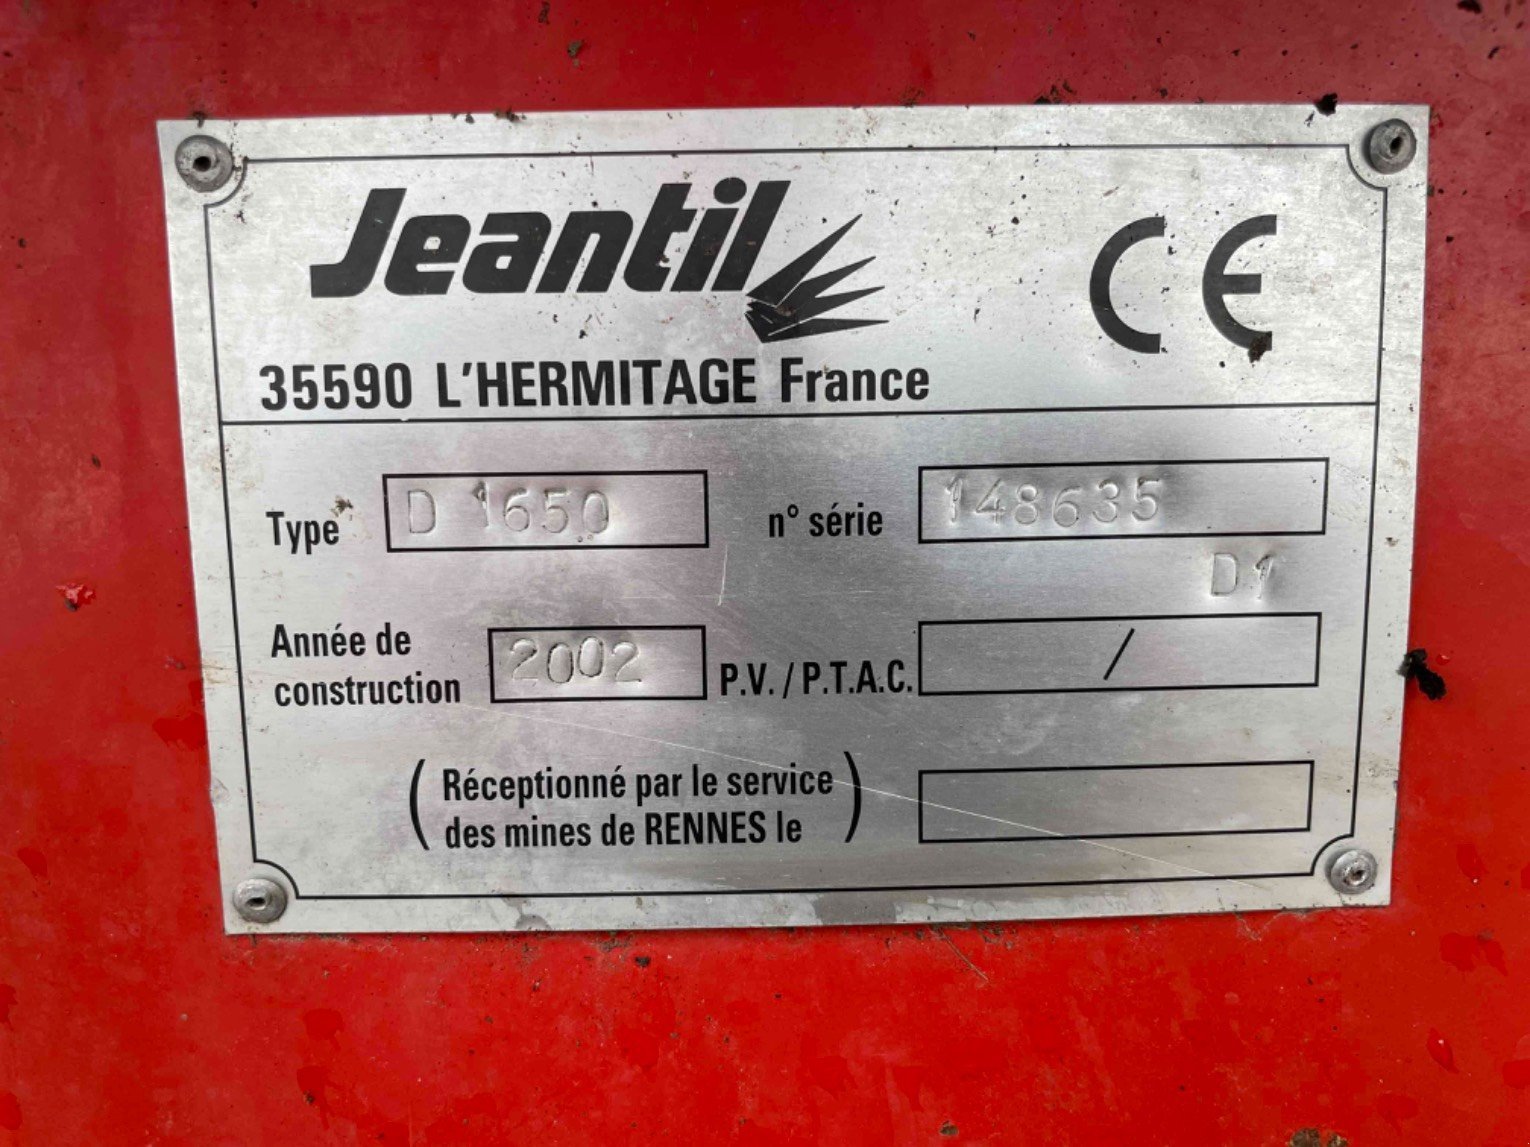 Jeantil
CE
35590 L'HERMITAGE France
Type D 1650 n° série 148635
D1
Année de
construction 2002 P.V. / P.T.A.C. /
(Réceptionné par le service
des mines de RENNES le)